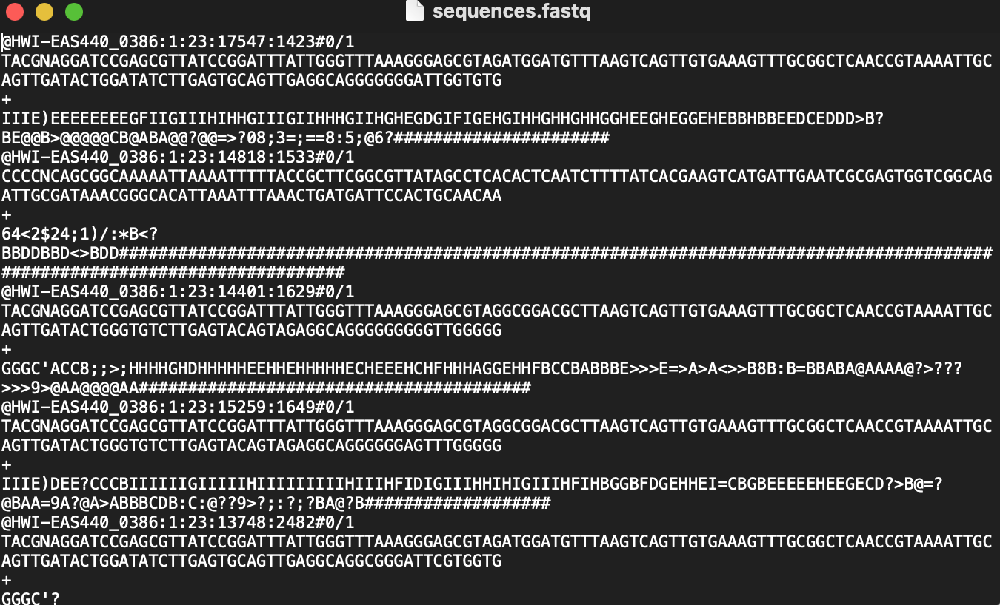 sequences.fastq
@HWI-EAS440_0386:1:23:17547:1423#0/1
TACGNAGGATCCGAGCGTTATCCGGATTTATTGGGTTTAAAGGGAGCGTAGATGGATGTTTAAGTCAGTTGTGAAAGTTTGCGGCTCAACCGTAAAATTGC
AGTTGATACTGGATATCTTGAGTGCAGTTGAGGCAGGGGGGGATTGGTGTG
+
IIIE)EEEEEEEEGFIIGIIIHIHHGIIIGIIHHHGIIHGHEGDGIFIGEHGIHHGHHGHHGGHEEGHEGGEHEBBHBBEEDCEDDD>B?
BE@@B>@@@@@CB@ABA@@?@@=>?08;3=;==8:5;@6?######################
@HWI-EAS440_0386:1:23:14818:1533#0/1
CCCCNCAGCGGCAAAAATTAAAATTTTTACCGCTTCGGCGTTATAGCCTCACACTCAATCTTTTATCACGAAGTCATGATTGAATCGCGAGTGGTCGGCAG
ATTGCGATAAACGGGCACATTAAATTTAAACTGATGATTCCACTGCAACAA
+
64<2$24;1)/:*B<?
BBDDBBD<>BDD#########################################################################################
###################################
@HWI-EAS440_0386:1:23:14401:1629#0/1
TACGNAGGATCCGAGCGTTATCCGGATTTATTGGGTTTAAAGGGAGCGTAGGCGGACGCTTAAGTCAGTTGTGAAAGTTTGCGGCTCAACCGTAAAATTGC
AGTTGATACTGGGTGTCTTGAGTACAGTAGAGGCAGGGGGGGGGTTGGGGG
+
GGGC'ACC8;;>;HHHHGHDHHHHHEEHHEHHHHHECHEEEHCHFHHHAGGEHHFBCCBABBBE>>>E=>A>A<>>B8B:B=BBABA@AAAA@?>???
>>>9>@AA@@@@AA########################################
@HWI-EAS440_0386:1:23:15259:1649#0/1
TACGNAGGATCCGAGCGTTATCCGGATTTATTGGGTTTAAAGGGAGCGTAGGCGGACGCTTAAGTCAGTTGTGAAAGTTTGCGGCTCAACCGTAAAATTGC
AGTTGATACTGGGTGTCTTGAGTACAGTAGAGGCAGGGGGGAGTTTGGGGG
+
IIIE)DEE?CCCBIIIIIIGIIIIIHIIIIIIIIIHIIIHFIDIGIIIHHIHIGIIIHFIHBGGBFDGEHHEI=CBGBEEEEEHEEGECD?>B@=?
@BAA=9A?@A>ABBBCDB:C:@??9>?;:?;?BA@?B###################
@HWI-EAS440_0386:1:23:13748:2482#0/1
TACGNAGGATCCGAGCGTTATCCGGATTTATTGGGTTTAAAGGGAGCGTAGATGGATGTTTAAGTCAGTTGTGAAAGTTTGCGGCTCAACCGTAAAATTGC
AGTTGATACTGGATATCTTGAGTGCAGTTGAGGCAGGCGGGATTCGTGGTG
+
GGGC'?